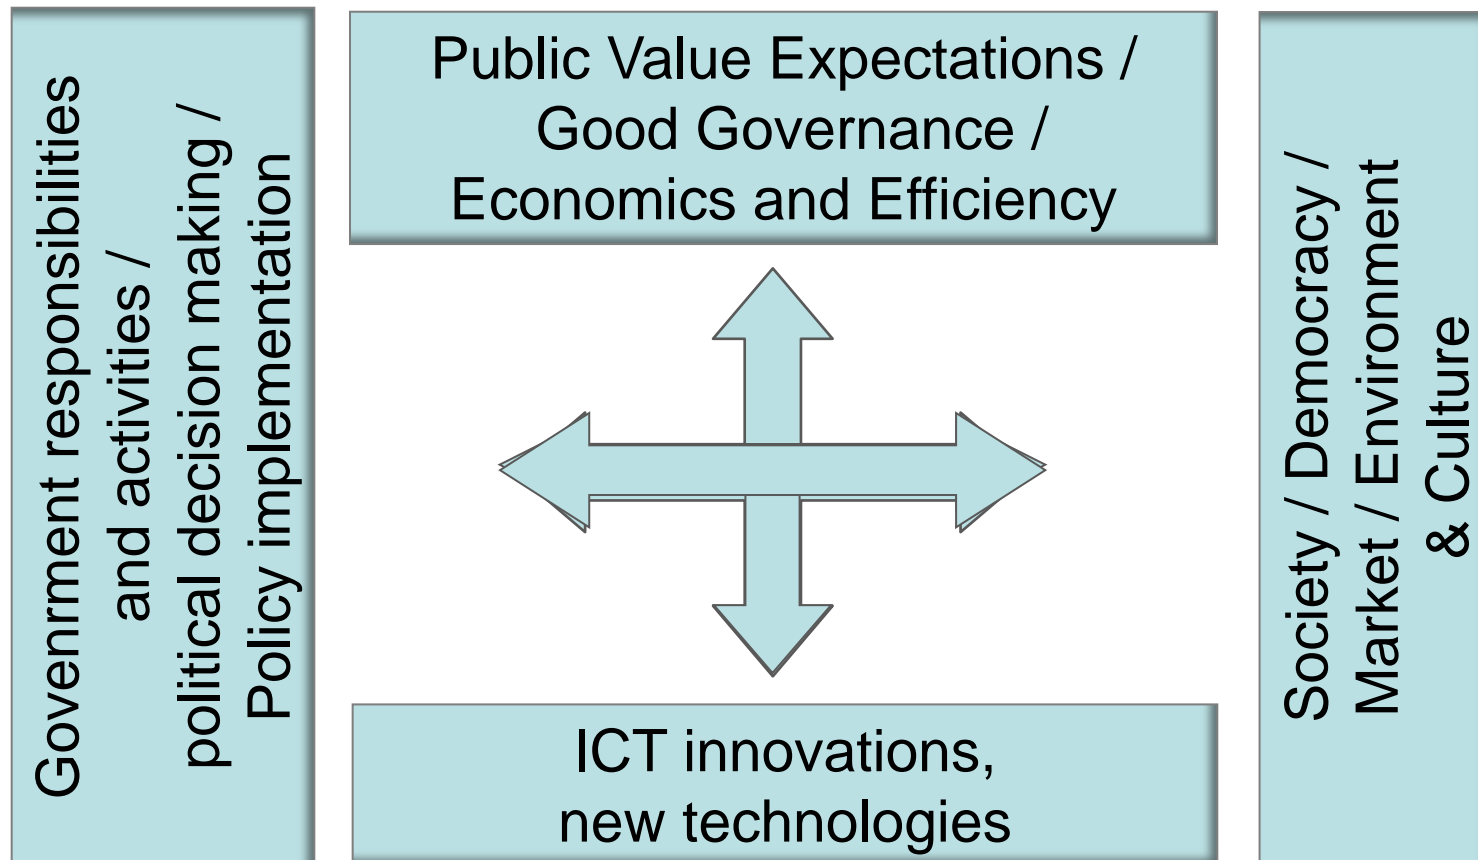 Govenrment responsibilities
and activities /
political decision making /
Policy implementation
Public Value Expectations /
Good Governance /
Economics and Efficiency
Society / Democracy /
Market / Environment
& Culture
ICT innovations,
new technologies